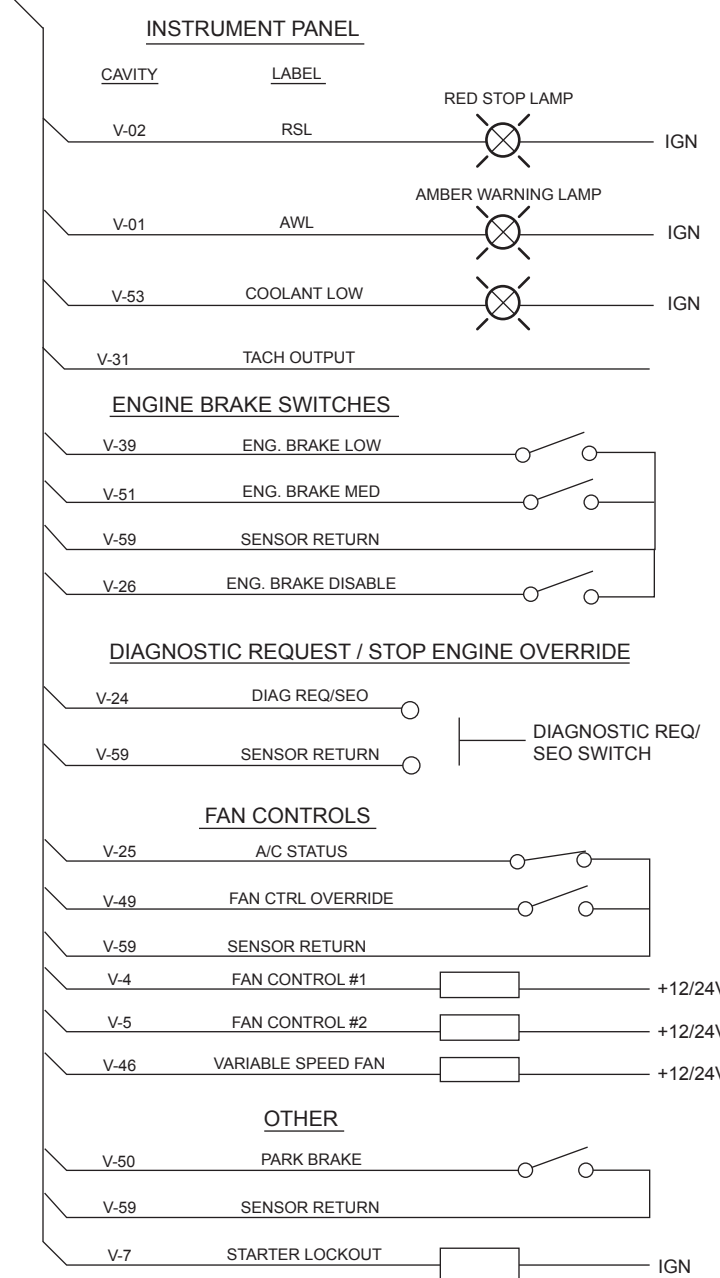 INSTRUMENT PANEL
CAVITY LABEL
RED STOP LAMP
V-02 RSL IGN
AMBER WARNING LAMP
V-01 AWL IGN
V-53 COOLANT LOW IGN
V-31 TACH OUTPUT
ENGINE BRAKE SWITCHES
V-39 ENG. BRAKE LOW
V-51 ENG. BRAKE MED
V-59 SENSOR RETURN
V-26 ENG. BRAKE DISABLE
DIAGNOSTIC REQUEST / STOP ENGINE OVERRIDE
V-24 DIAG REQ/SEO
DIAGNOSTIC REQ/
SEO SWITCH
V-59 SENSOR RETURN
FAN CONTROLS
V-25 A/C STATUS
V-49 FAN CTRL OVERRIDE
V-59 SENSOR RETURN
V-4 FAN CONTROL #1 +12/24V
V-5 FAN CONTROL #2 +12/24V
V-46 VARIABLE SPEED FAN +12/24V
OTHER
V-50 PARK BRAKE
V-59 SENSOR RETURN
V-7 STARTER LOCKOUT IGN